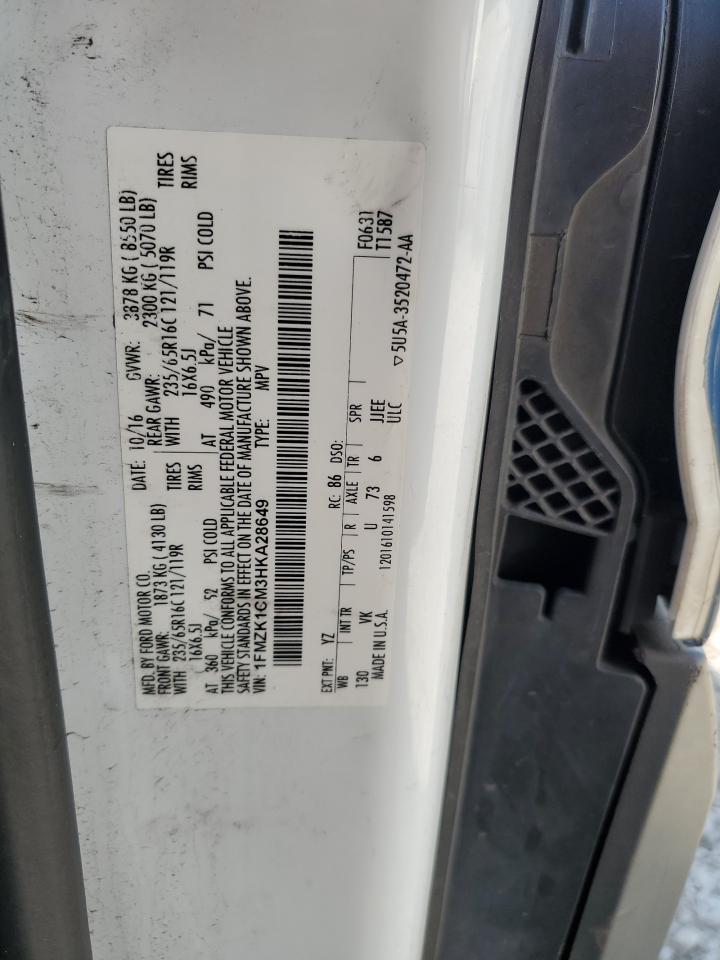 MFD. BY FORD MOTOR CO.
DATE: 10/16 GVWR: 3878 KG ( 8550 LB)
FRONT GAWR: 1873 KG ( 4130 LB) REAR GAWR: 2300 KG ( 5070 LB)
WITH 235/65R16C 121/119R TIRES WITH 235/65R16C 121/119R TIRES
16X6.5J RIMS 16X6.5J RIMS
AT 360 kPa/ 52 PSI COLD AT 490 kPa/ 71 PSI COLD
THIS VEHICLE CONFORMS TO ALL APPLICABLE FEDERAL MOTOR VEHICLE
SAFETY STANDARDS IN EFFECT ON THE DATE OF MANUFACTURE SHOWN ABOVE.
VIN: 1FMZK1CM3HKA28649 TYPE: MPV
F0631
T1587
EXT PNT: YZ RC: 86 DSO:
WB INT TR TP/PS R AXLE TR SPR
130 VK U 73 6 JJEE
MADE IN U.S.A. 1201610141598 ULC
▽ 5U5A-3520472-AA